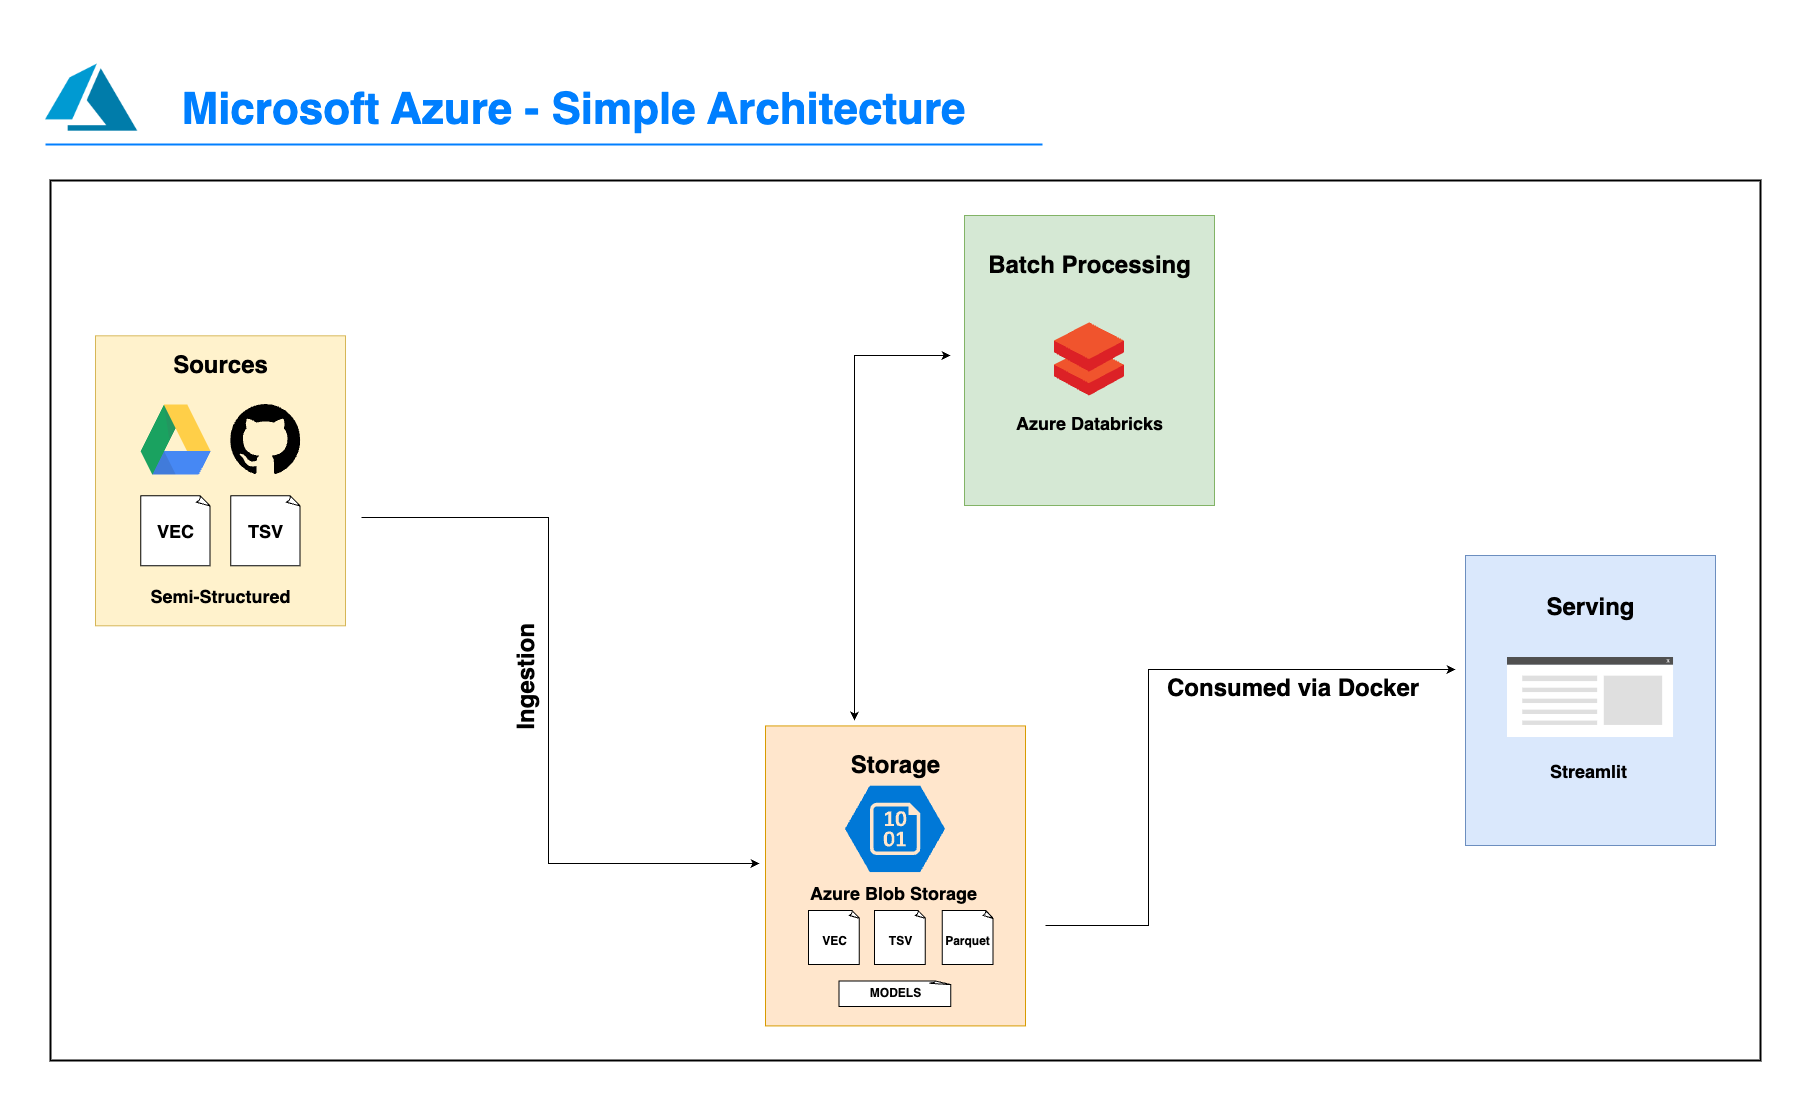 Microsoft Azure - Simple Architecture
Batch Processing
Azure Databricks
Sources
VEC
TSV
Semi-Structured
Ingestion
Serving
x
Streamlit
Consumed via Docker
Storage
10
01
Azure Blob Storage
VEC
TSV
Parquet
MODELS